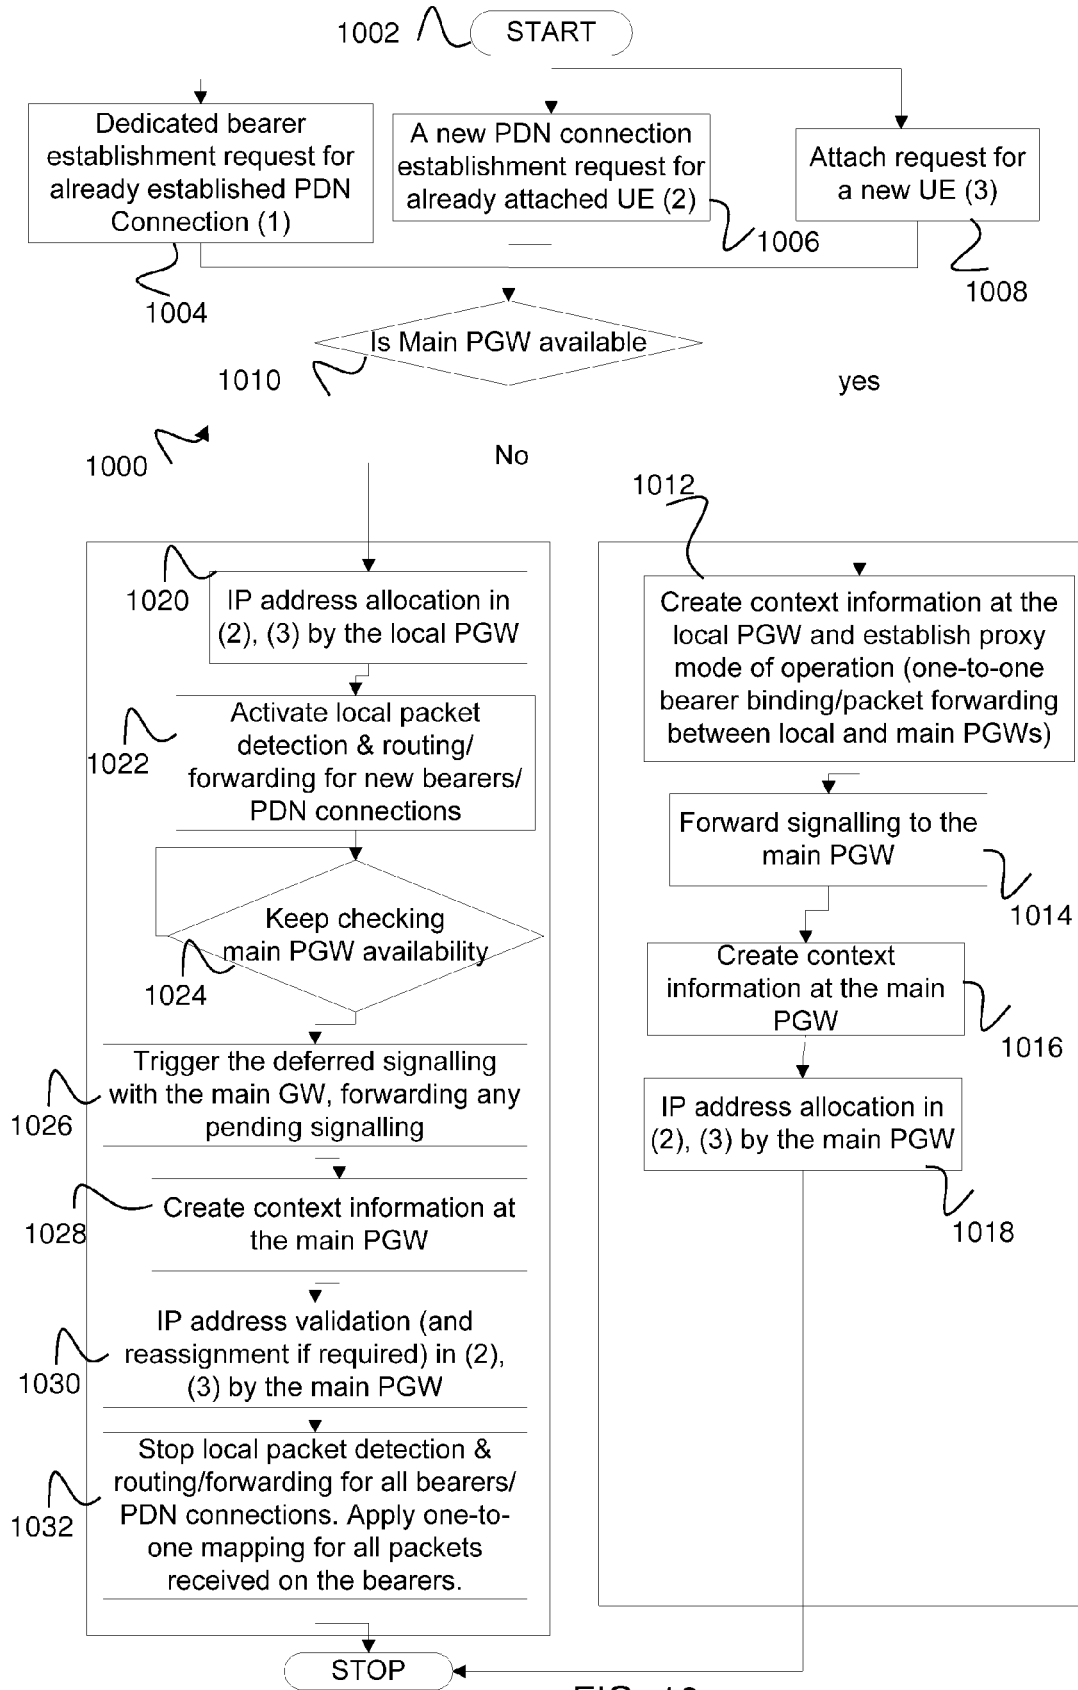 1002
START
Dedicated bearer
establishment request for
already established PDN
Connection (1)
A new PDN connection
establishment request for
already attached UE (2)
Attach request for
a new UE (3)
1006
1008
1004
Is Main PGW available
1010
yes
1000
No
1012
1020
IP address allocation in
(2), (3) by the local PGW
Create context information at the
local PGW and establish proxy
mode of operation (one-to-one
bearer binding/packet forwarding
between local and main PGWs)
1022
Activate local packet
detection & routing/
forwarding for new bearers/
PDN connections
Forward signalling to the
main PGW
1014
Keep checking
main PGW availability
1024
Create context
information at the main
PGW
1016
Trigger the deferred signalling
with the main GW, forwarding any
pending signalling
1026
IP address allocation in
(2), (3) by the main PGW
1018
Create context information at
the main PGW
1028
IP address validation (and
reassignment if required) in (2),
(3) by the main PGW
1030
Stop local packet detection &
routing/forwarding for all bearers/
PDN connections. Apply one-to-
one mapping for all packets
received on the bearers.
1032
STOP